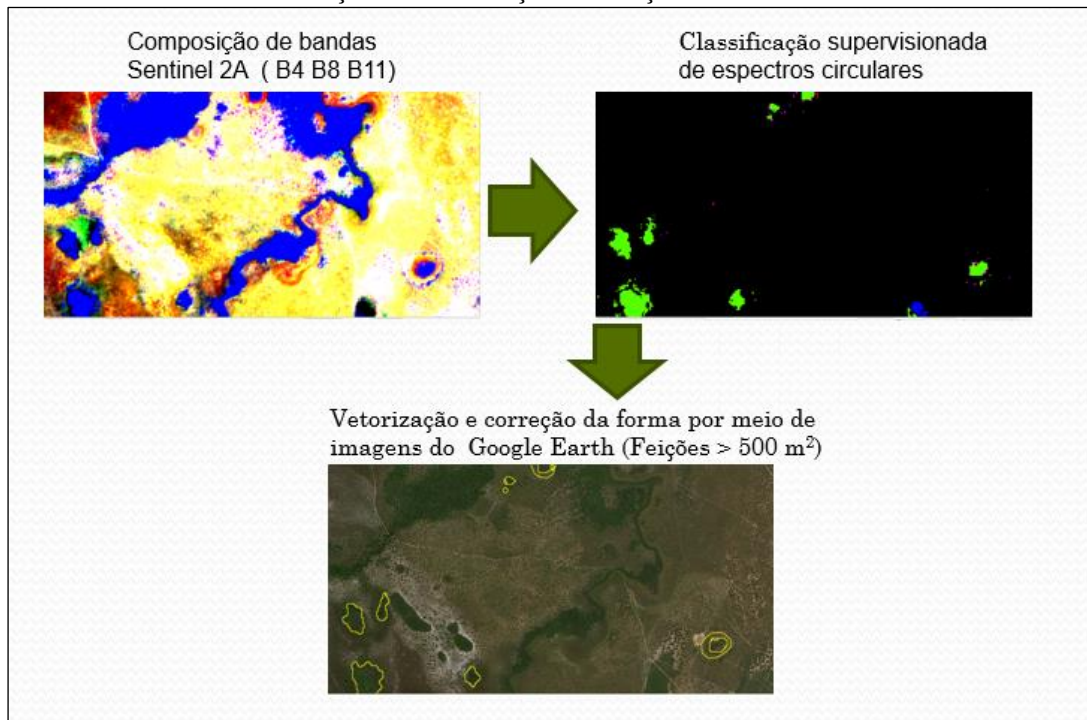 Composição de bandas
Sentinel 2A  ( B4 B8 B11)
Classificação supervisionada
de espectros circulares
Vetorização e correção da forma por meio de
imagens do  Google Earth (Feições > 500 m²)